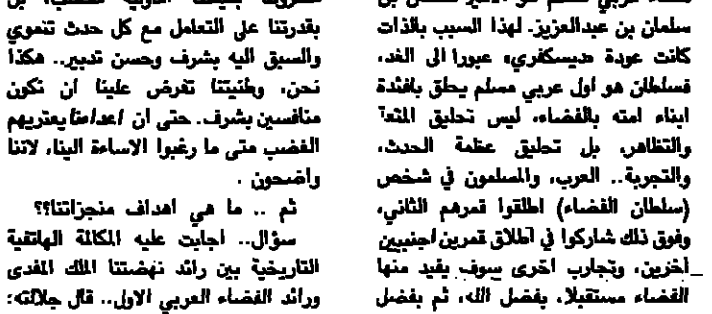 سلمان بن عبدالعزيز. لهذا السبب بالذات
كانت عودة «ديسكفري» عبورا الى الغد،
فسلطان هو اول عربي مسلم يحلق بافئدة
ابناء امته بالفضاء، ليس تحليق
والتظاهر، بل تحليق عظمة الحدث،
والتجربة.. العرب، والمسلمون في شخص
(سلطان الفضاء) اطلقوا قمرهم الثاني،
وفوق ذلك شاركوا في اطلاق قمرين اجنبيين
آخرين، وتجارب اخرى سوف يفيد منها
الفضاء مستقبلا، بفضل الله، ثم بفضل
بقدرتنا على التعامل مع كل حدث تنموي
والسبق اليه بشرف وحسن تدبير.. هكذا
نحن، وطنيتنا تفرض علينا ان نكون
منافسين بشرف. حتى ان اعداءنا يعتريهم
الغضب متى ما رغبوا الاساءة الينا، لاننا
واضحون .
ثم .. ما هي اهداف منجزاتنا؟؟
سؤال.. اجابت عليه المكالمة الهاتفية
التاريخية بين رائد نهضتنا الملك المفدى
ورائد الفضاء العربي الاول.. قال جلالته: